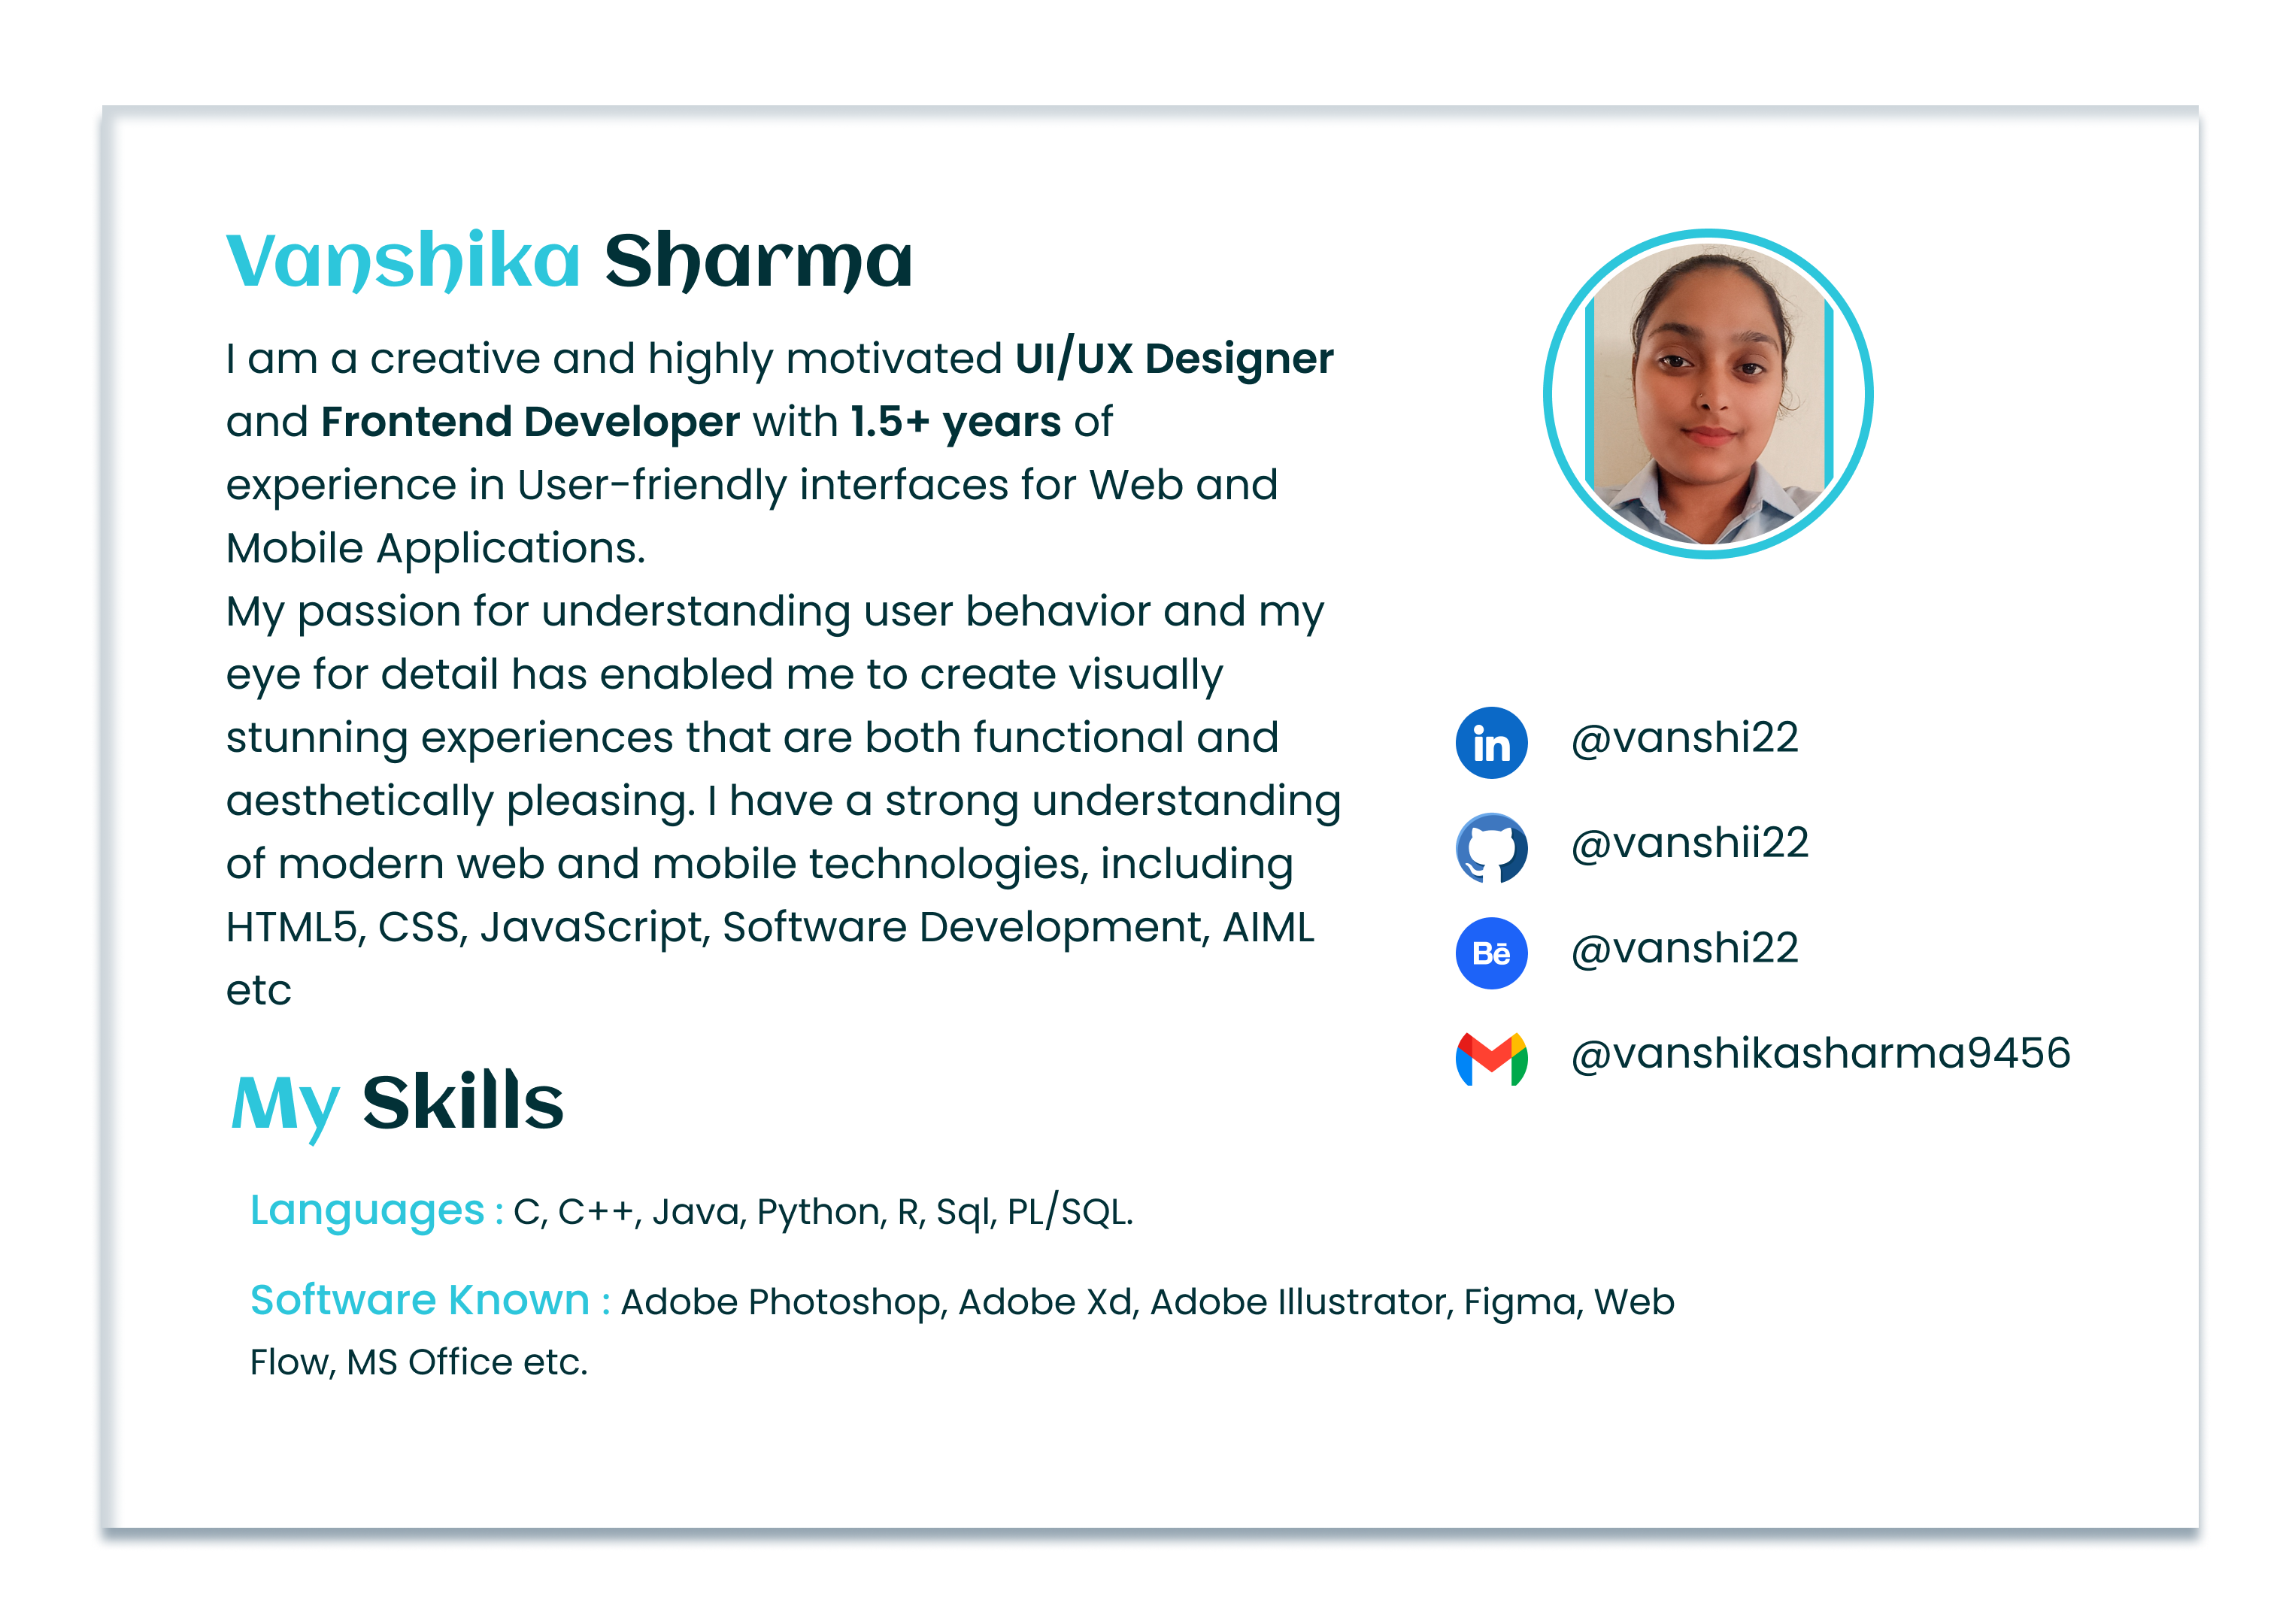 Vanshika Sharma
I am a creative and highly motivated UI/UX Designer
and Frontend Developer with 1.5+ years of
experience in User-friendly interfaces for Web and
Mobile Applications.
My passion for understanding user behavior and my
eye for detail has enabled me to create visually
stunning experiences that are both functional and
aesthetically pleasing. I have a strong understanding
of modern web and mobile technologies, including
HTML5, CSS, JavaScript, Software Development, AIML
etc
in @vanshi22
@vanshii22
Bē @vanshi22
@vanshikasharma9456
My Skills
Languages : C, C++, Java, Python, R, Sql, PL/SQL.
Software Known : Adobe Photoshop, Adobe Xd, Adobe Illustrator, Figma, Web
Flow, MS Office etc.